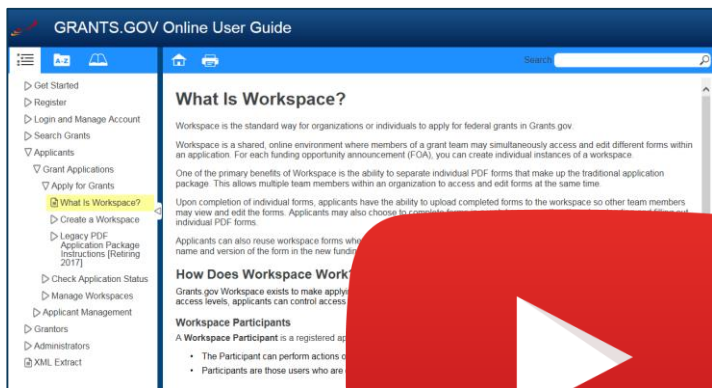 GRANTS.GOV Online User Guide
A-Z
Search
Get Started
Register
Login and Manage Account
Search Grants
Applicants
Grant Applications
Apply for Grants
What Is Workspace?
Create a Workspace
Legacy PDF
Application Package
Instructions [Retiring
2017]
Check Application Status
Manage Workspaces
Applicant Management
Grantors
Administrators
XML Extract
What Is Workspace?
Workspace is the standard way for organizations or individuals to apply for federal grants in Grants.gov.
Workspace is a shared, online environment where members of a grant team may simultaneously access and edit different forms within
an application. For each funding opportunity announcement (FOA), you can create individual instances of a workspace.
One of the primary benefits of Workspace is the ability to separate individual PDF forms that make up the traditional application
package. This allows multiple team members within an organization to access and edit forms at the same time.
Upon completion of individual forms, applicants have the ability to upload completed forms to the workspace so other team members
may view and edit the forms. Applicants may also choose to complete forms
individual PDF forms.
Applicants can also reuse workspace forms
name and version of the form in the new
How Does Workspace Work
Grants.gov Workspace exists to make
access levels, applicants can control access
Workspace Participants
A Workspace Participant is a registered
• The Participant can perform actions
• Participants are those users who are